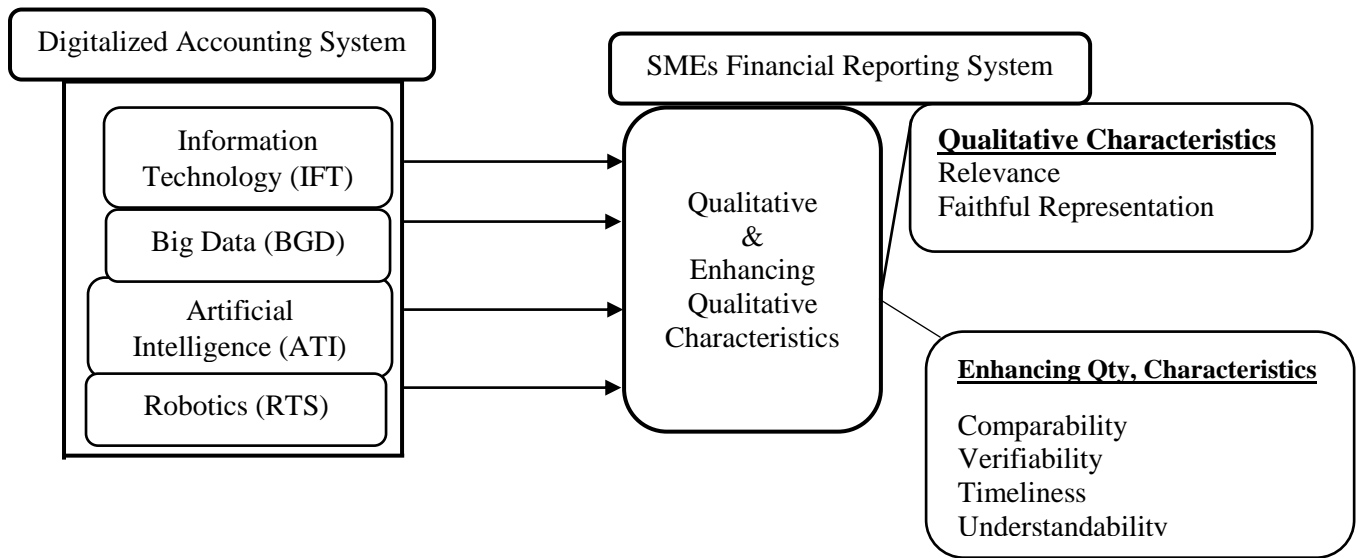 Digitalized Accounting System
SMEs Financial Reporting System
Information
Technology (IFT)
Big Data (BGD)
Artificial
Intelligence (ATI)
Robotics (RTS)
Qualitative
&
Enhancing
Qualitative
Characteristics
Qualitative Characteristics
Relevance
Faithful Representation
Enhancing Qty, Characteristics
Comparability
Verifiability
Timeliness
Understandability